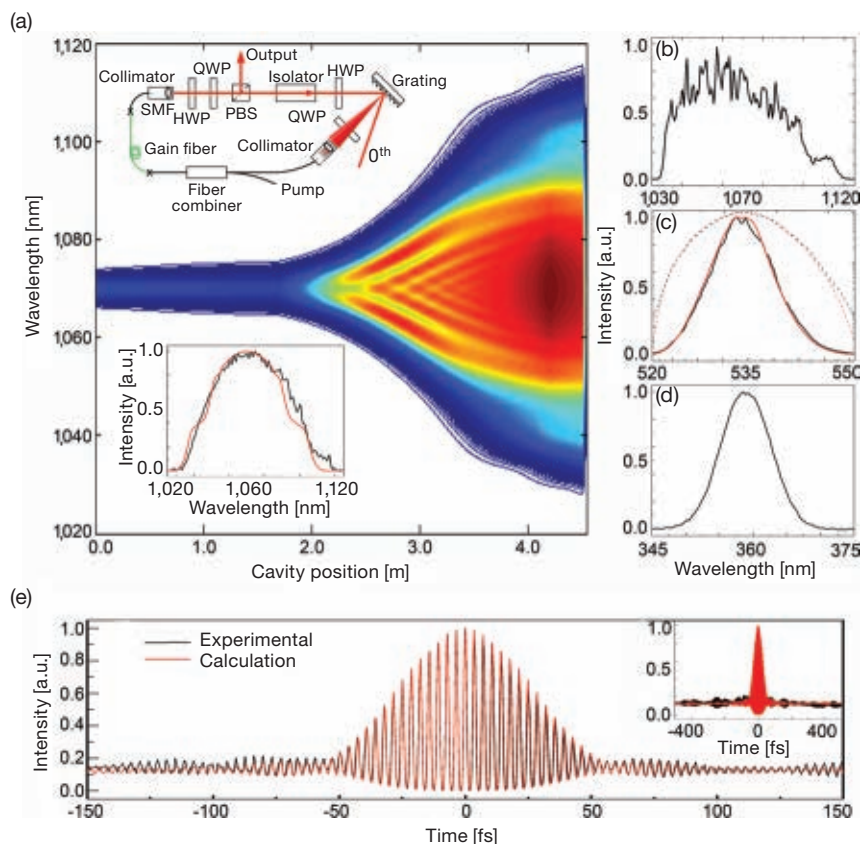 (a)
1,120
1,100
1,080
1,060
1,040
1,020
Wavelength [nm]
0.0
1.0
2.0
3.0
4.0
Cavity position [m]
Output
Collimator
QWP
Isolator
HWP
Grating
SMF
HWP
PBS
QWP
Collimator
0th
Gain fiber
Fiber
combiner
Pump
1.0
0.5
0.0
Intensity [a.u.]
1,020
1,060
1,120
Wavelength [nm]
(b)
1.0
0.5
0.0
1,030
1,070
1,120
(c)
1.0
0.5
0.0
Intensity [a.u.]
520
535
550
(d)
1.0
0.5
0.0
345
360
375
Wavelength [nm]
(e)
1.0
0.8
0.6
0.4
0.2
0.0
Intensity [a.u.]
Experimental
Calculation
-150
-100
-50
0
50
100
150
Time [fs]
1.0
0.5
0.0
-400
0
400
Time [fs]